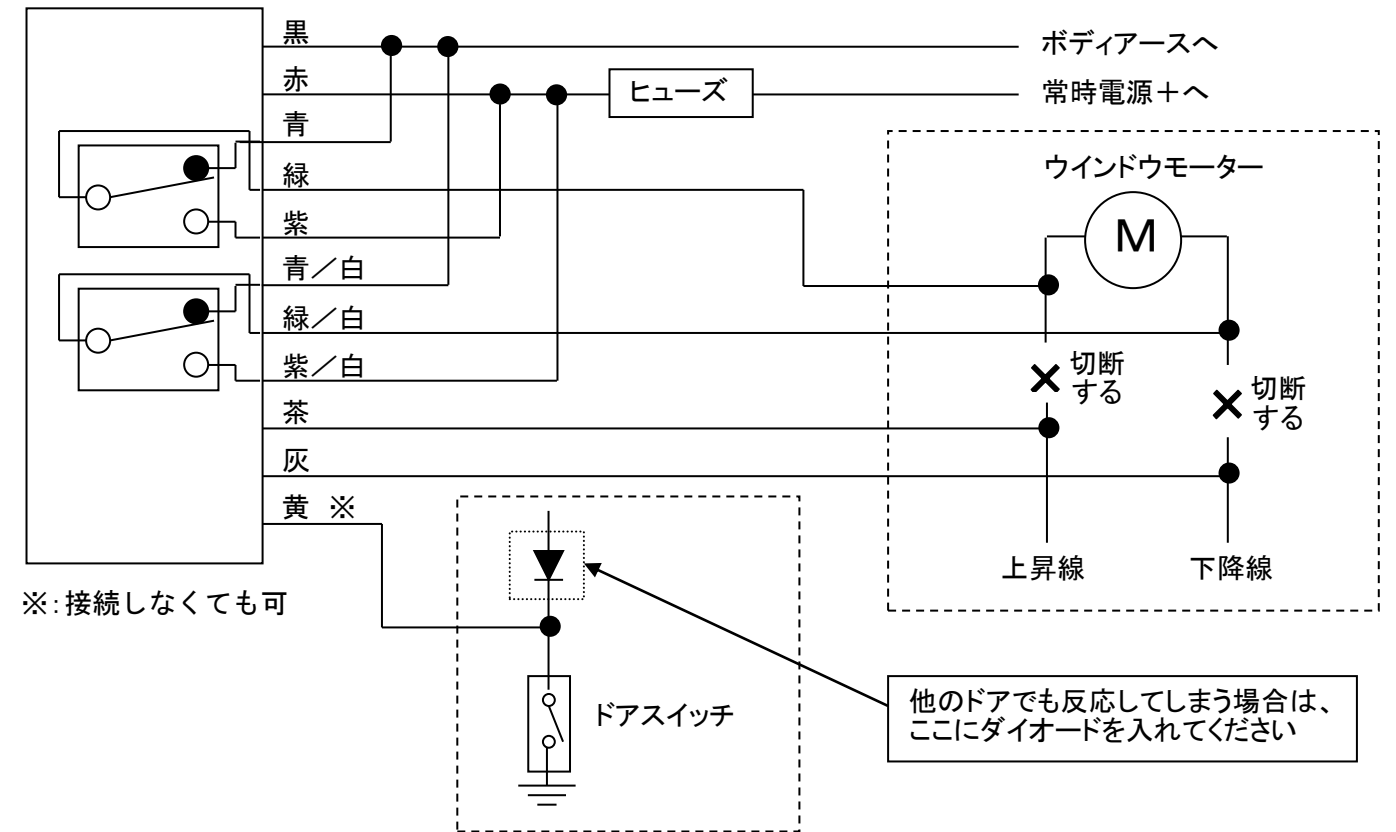 黒
ボディアースへ
赤
ヒューズ
常時電源＋へ
青
ウインドウモーター
緑
M
紫
青／白
緑／白
紫／白
切断
する
切断
する
茶
灰
黄 ※
上昇線
下降線
※:接続しなくても可
ドアスイッチ
他のドアでも反応してしまう場合は、
ここにダイオードを入れてください